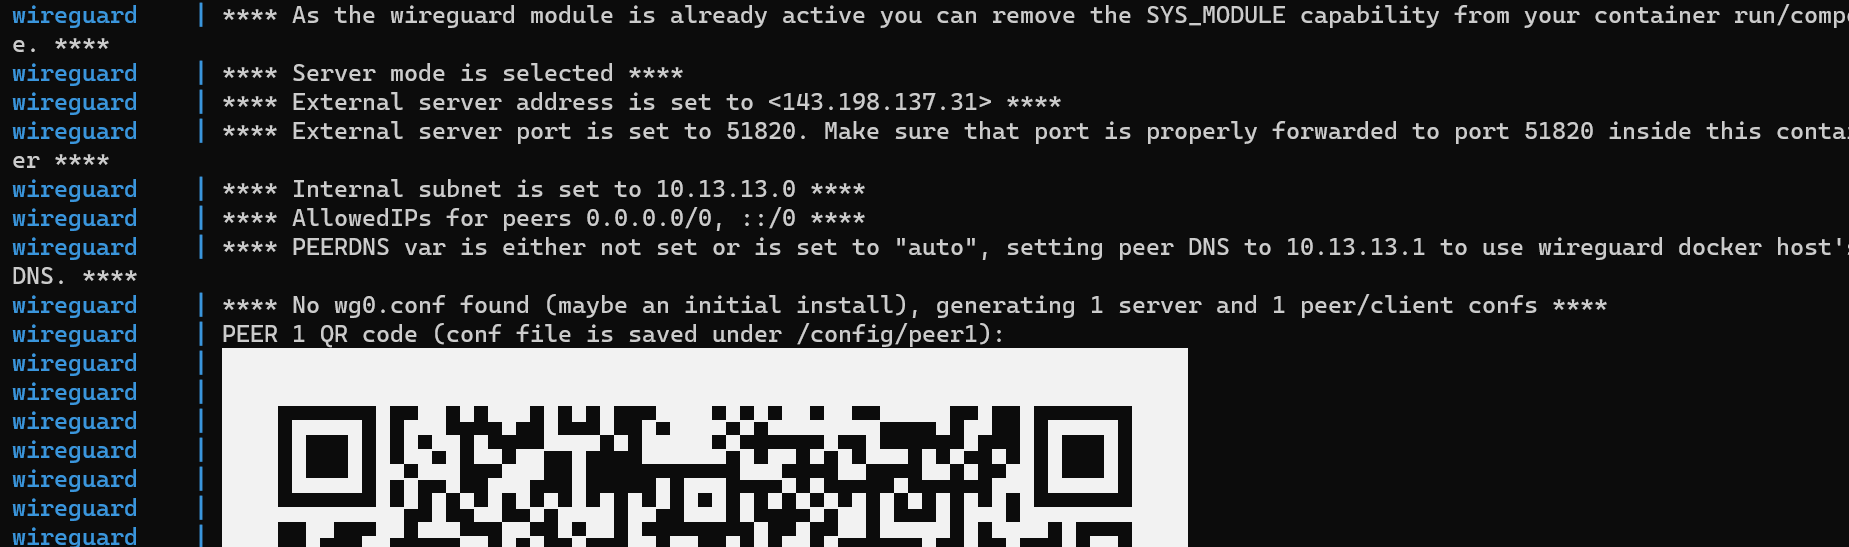 wireguard | **** As the wireguard module is already active you can remove the SYS_MODULE capability from your container run/comp
e. ****
wireguard | **** Server mode is selected ****
wireguard | **** External server address is set to <143.198.137.31> ****
wireguard | **** External server port is set to 51820. Make sure that port is properly forwarded to port 51820 inside this conta
er ****
wireguard | **** Internal subnet is set to 10.13.13.0 ****
wireguard | **** AllowedIPs for peers 0.0.0.0/0, ::/0 ****
wireguard | **** PEERDNS var is either not set or is set to "auto", setting peer DNS to 10.13.13.1 to use wireguard docker host's
DNS. ****
wireguard | **** No wg0.conf found (maybe an initial install), generating 1 server and 1 peer/client confs ****
wireguard | PEER 1 QR code (conf file is saved under /config/peer1):
wireguard |
wireguard |
wireguard |
wireguard |
wireguard |
wireguard |
wireguard |